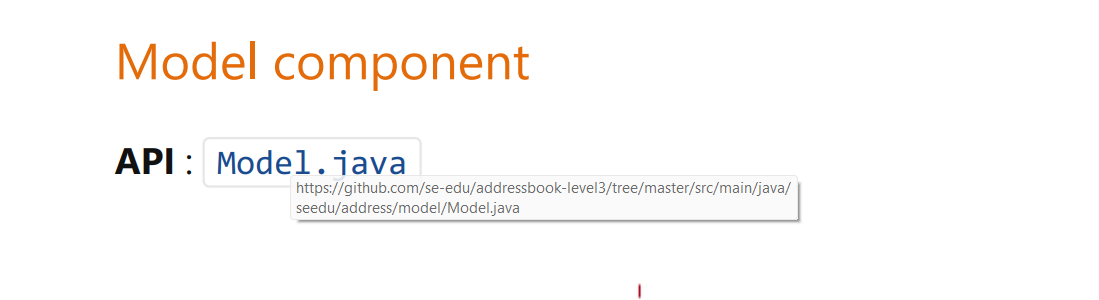 Model component
API : Model.java
https://github.com/se-edu/addressbook-level3/tree/master/src/main/java/
seedu/address/model/Model.java